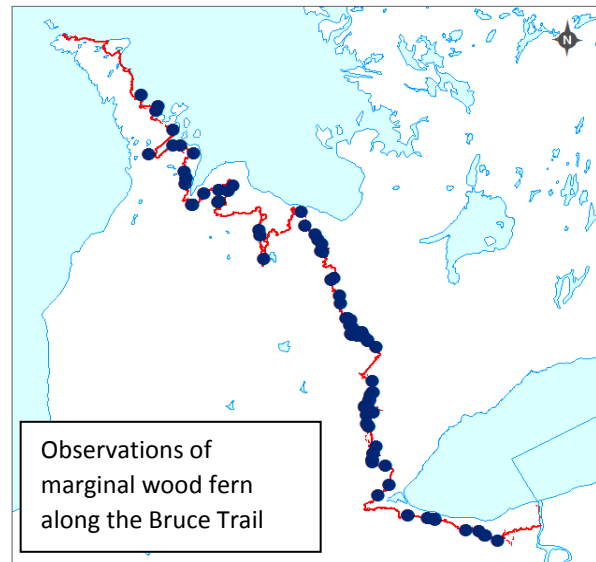 N
Observations of
marginal wood fern
along the Bruce Trail